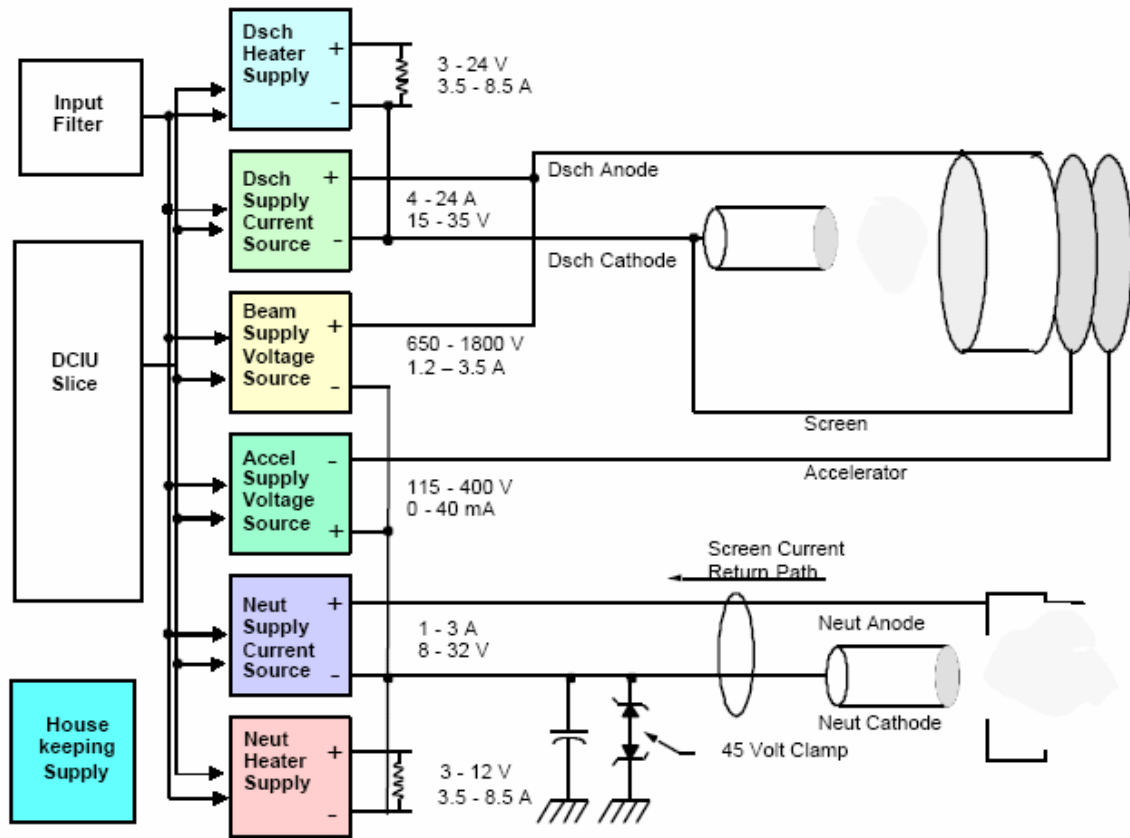 Input
Filter
DCIU
Slice
House
keeping
Supply
Dsch
Heater
Supply
+
-
3 - 24 V
3.5 - 8.5 A
Dsch
Supply
Current
Source
+
-
4 - 24 A
15 - 35 V
Dsch Anode
Dsch Cathode
Beam
Supply
Voltage
Source
+
-
650 - 1800 V
1.2 – 3.5 A
Screen
Accel
Supply
Voltage
Source
-
+
115 - 400 V
0 - 40 mA
Accelerator
Screen Current
Return Path
Neut
Supply
Current
Source
+
-
1 - 3 A
8 - 32 V
Neut Anode
Neut Cathode
45 Volt Clamp
Neut
Heater
Supply
+
-
3 - 12 V
3.5 - 8.5 A